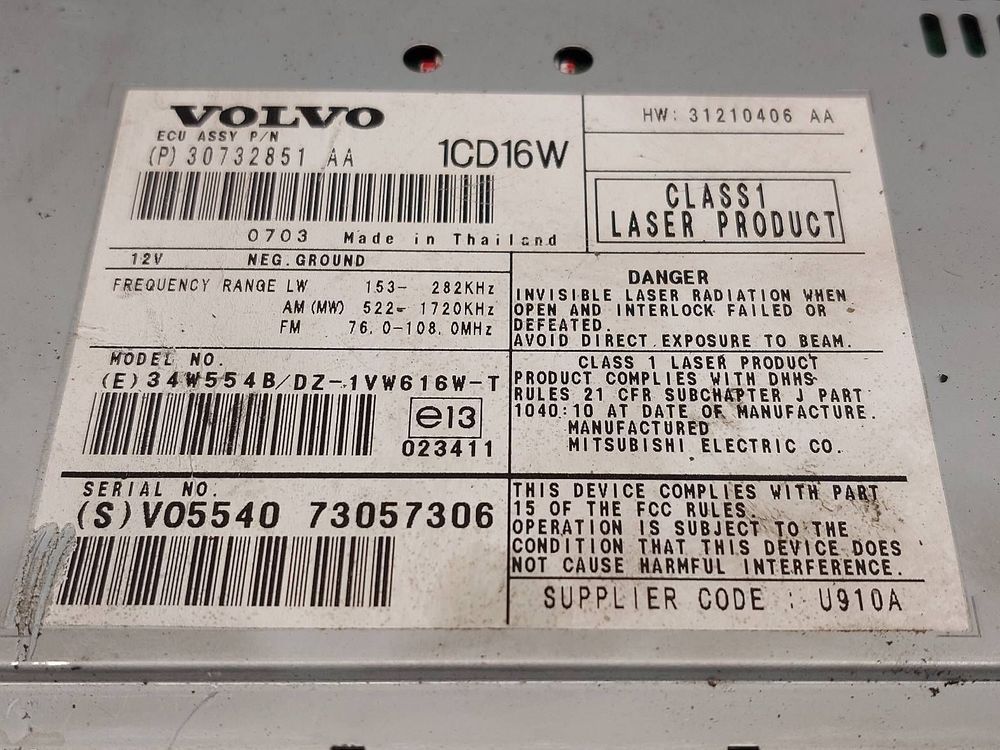 VOLVO
ECU ASSY P/N
(P) 30732851 AA
1CD16W
0703 Made in Thailand
HW: 31210406 AA
CLASS1
LASER PRODUCT
12V NEG.GROUND
FREQUENCY RANGE LW 153- 282KHz
AM (MW) 522- 1720KHz
FM 76.0-108.0MHz
DANGER
INVISIBLE LASER RADIATION WHEN
OPEN AND INTERLOCK FAILED OR
DEFEATED.
AVOID DIRECT EXPOSURE TO BEAM.
MODEL NO.
(E) 34W554B/DZ-1VW616W-T
e13
023411
CLASS 1 LASER PRODUCT
PRODUCT COMPLIES WITH DHHS
RULES 21 CFR SUBCHAPTER J PART
1040:10 AT DATE OF MANUFACTURE.
MANUFACTURED
MITSUBISHI ELECTRIC CO.
SERIAL NO.
(S) VO5540 73057306
THIS DEVICE COMPLIES WITH PART
15 OF THE FCC RULES.
OPERATION IS SUBJECT TO THE
CONDITION THAT THIS DEVICE DOES
NOT CAUSE HARMFUL INTERFERENCE.
SUPPLIER CODE : U910A